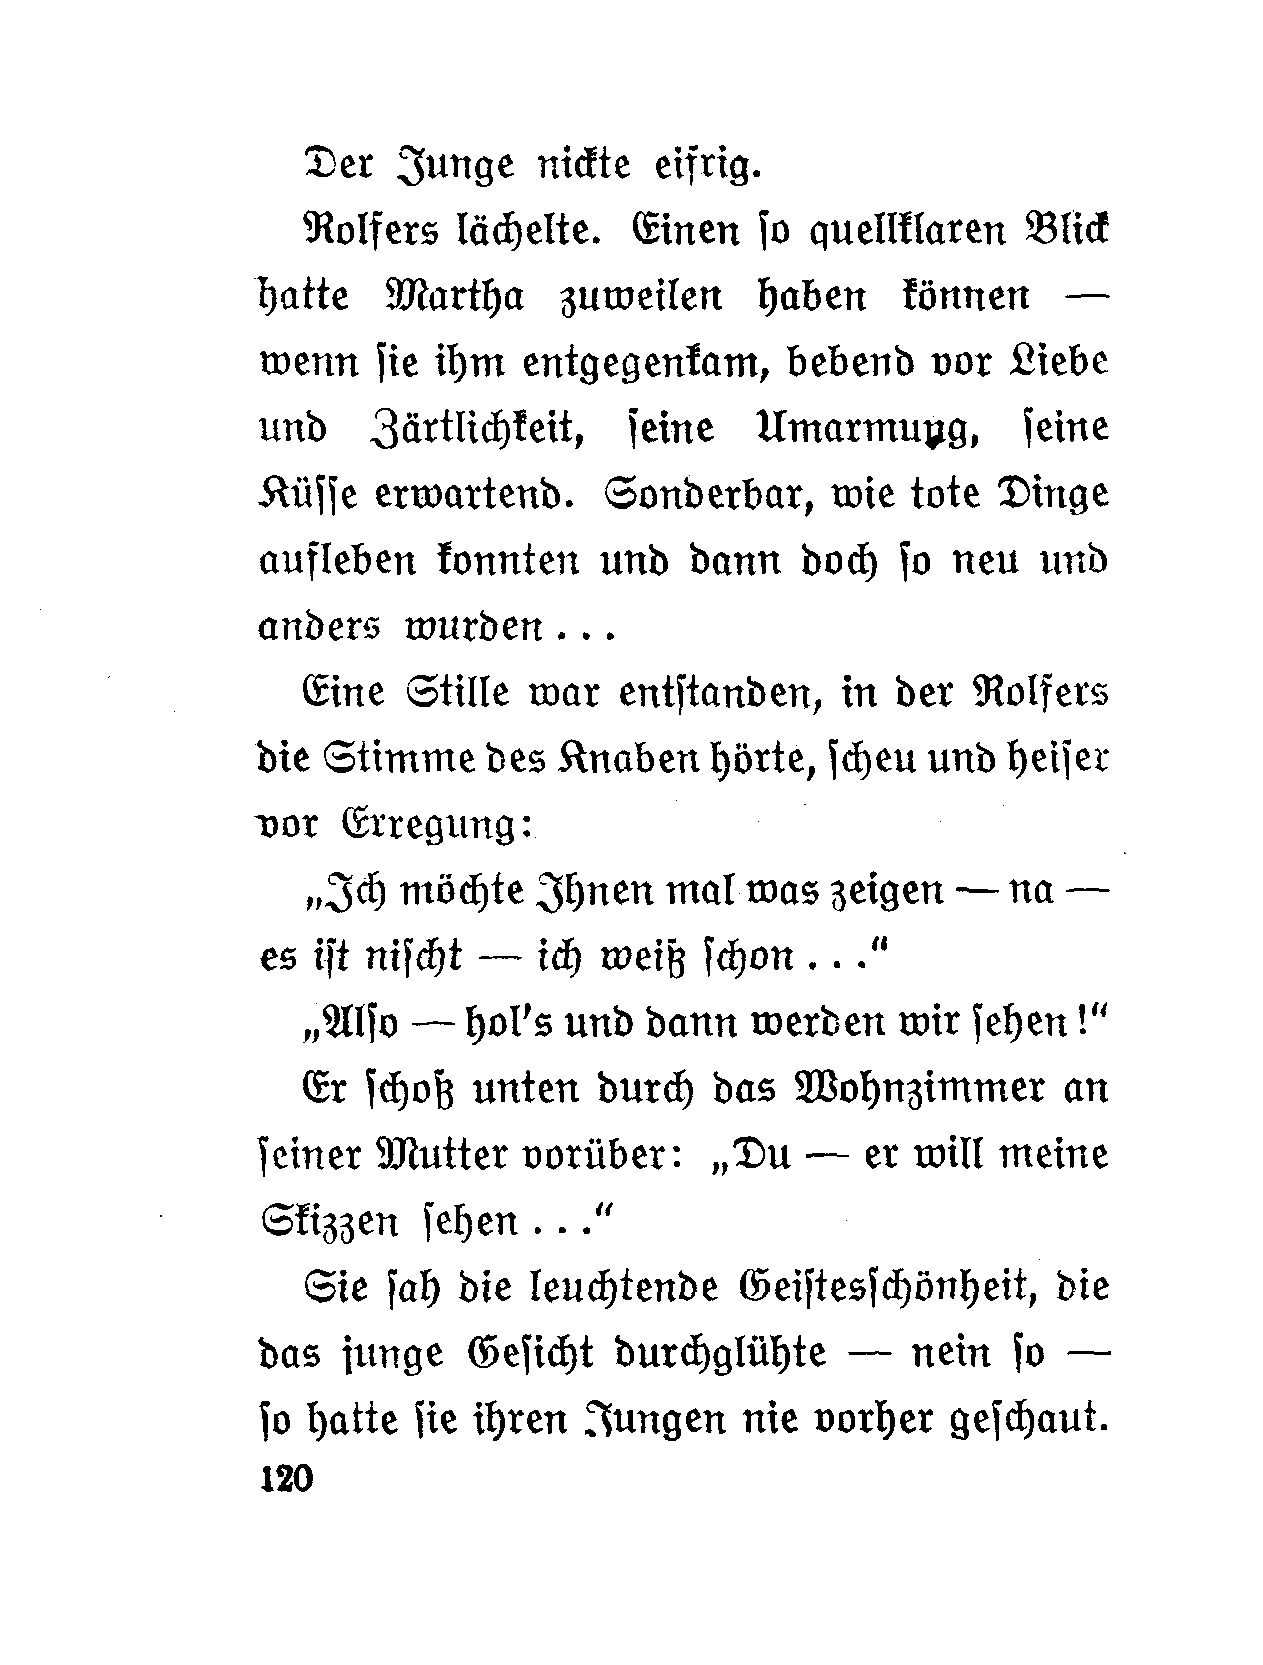 Der Junge nickte eifrig.
Rolfers lächelte. Einen so quellklaren Blick
hatte Martha zuweilen haben können —
wenn sie ihm entgegenkam, bebend vor Liebe
und Zärtlichkeit, seine Umarmung, seine
Küsse erwartend. Sonderbar, wie tote Dinge
aufleben konnten und dann doch so neu und
anders wurden . . .
Eine Stille war entstanden, in der Rolfers
die Stimme des Knaben hörte, scheu und heiser
vor Erregung:
„Ich möchte Ihnen mal was zeigen — na —
es ist nischt — ich weiß schon . . .“
„Also — hol's und dann werden wir sehen!“
Er schoß unten durch das Wohnzimmer an
seiner Mutter vorüber: „Du — er will meine
Skizzen sehen . . .“
Sie sah die leuchtende Geistesschönheit, die
das junge Gesicht durchglühte — nein so —
so hatte sie ihren Jungen nie vorher geschaut.
120